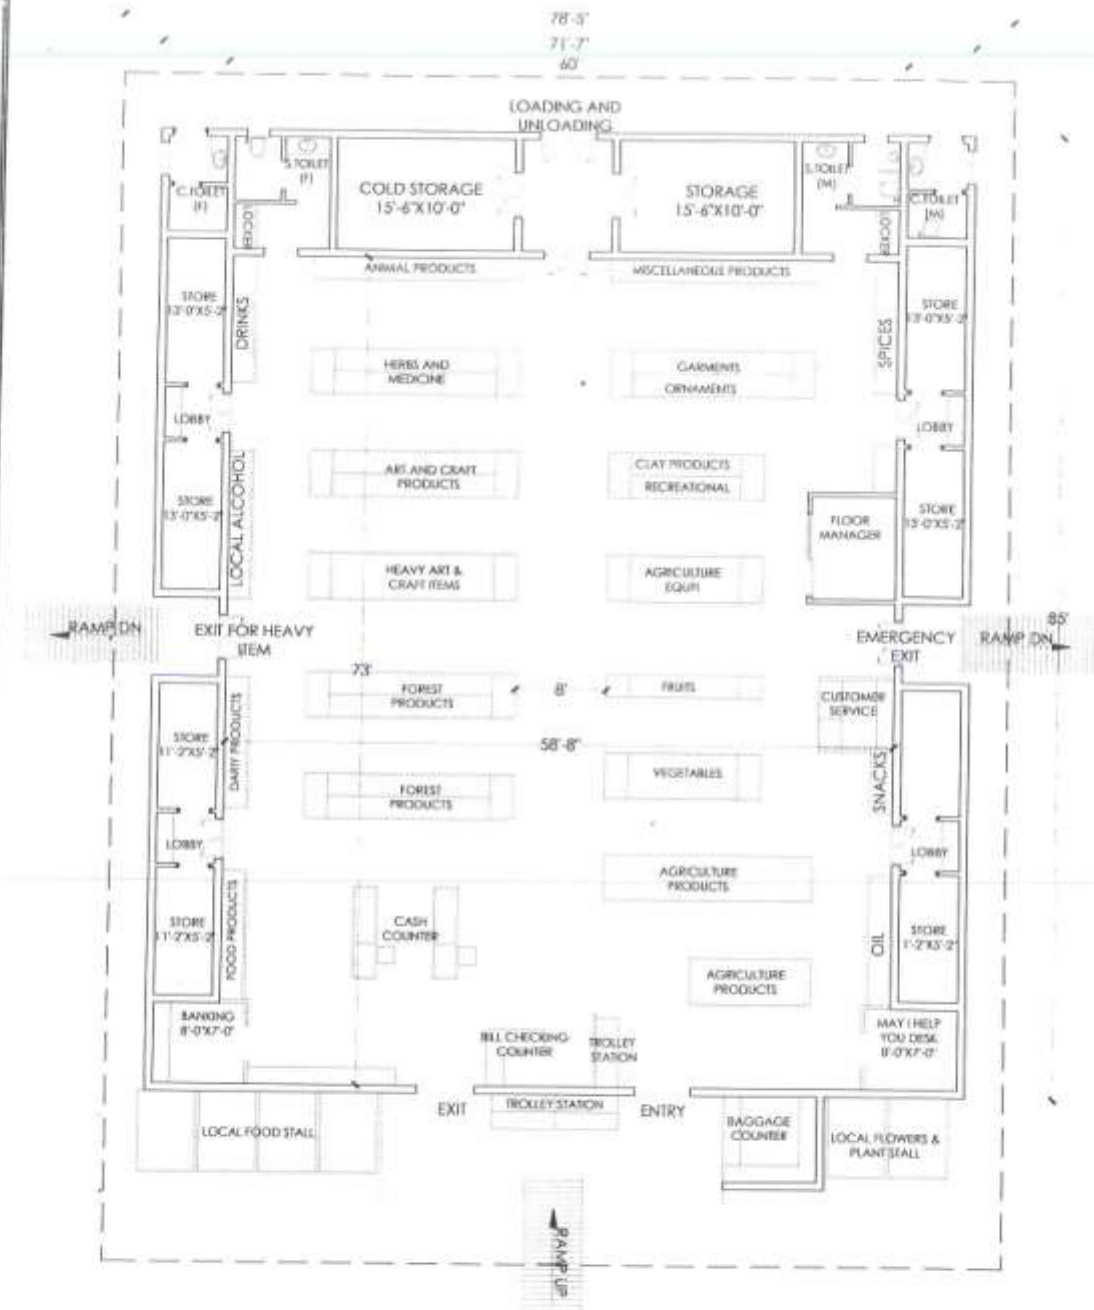 78'-5"
71'-7"
60'
LOADING AND
UNLOADING
C.TOILET
(F)
S.TOILET
(F)
COLD STORAGE
15'-6"X10'-0"
STORAGE
15'-6"X10'-0"
S.TOILET
(M)
C.TOILET
(M)
LOCKER
LOCKER
ANIMAL PRODUCTS
MISCELLANEOUS PRODUCTS
STORE
13'-0"X5'-2"
DRINKS
HERBS AND
MEDICINE
GARMENTS
ORNAMENTS
SPICES
STORE
13'-0"X5'-2"
LOBBY
LOBBY
STORE
13'-0"X5'-2"
LOCAL ALCOHOL
ART AND CRAFT
PRODUCTS
CLAY PRODUCTS
RECREATIONAL
FLOOR
MANAGER
STORE
13'-0"X5'-2"
HEAVY ART &
CRAFT ITEMS
AGRICULTURE
EQUPI
RAMP DN
EXIT FOR HEAVY
ITEM
EMERGENCY
EXIT
RAMP DN
85'
73'
FOREST
PRODUCTS
8'
FRUITS
CUSTOMER
SERVICE
STORE
11'-2"X5'-2"
DARIY PRODUCTS
58'-8"
FOREST
PRODUCTS
VEGETABLES
SNACKS
LOBBY
LOBBY
AGRICULTURE
PRODUCTS
STORE
11'-2"X5'-2"
FOOD PRODUCTS
CASH
COUNTER
OIL
STORE
1'-2"X5'-2"
AGRICULTURE
PRODUCTS
BANKING
8'-0"X7'-0"
BILL CHECKING
COUNTER
TROLLEY
STATION
MAY I HELP
YOU DESK
8'-0"X7'-0"
EXIT
TROLLEY STATION
ENTRY
LOCAL FOOD STALL
BAGGAGE
COUNTER
LOCAL FLOWERS &
PLANT STALL
RAMP UP